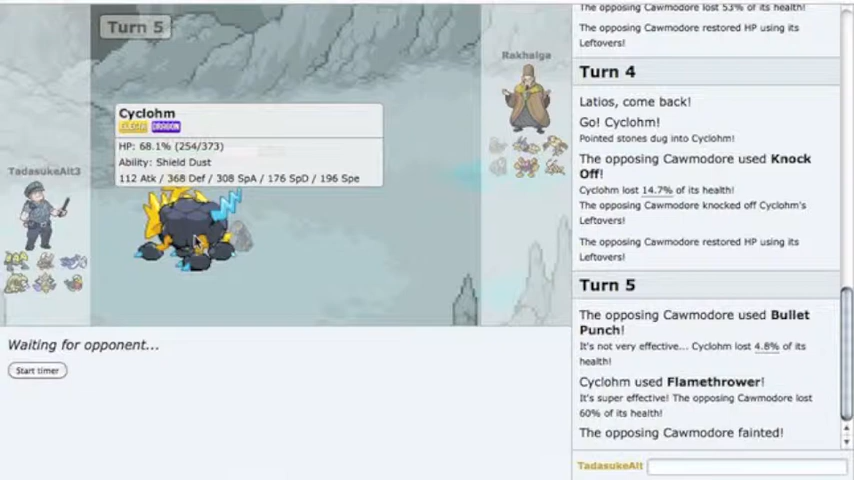 Turn 5
Rakhalga
Cyclohm
ELECTR DRAGON
HP: 68.1% (254/373)
Ability: Shield Dust
112 Atk / 368 Def / 308 SpA / 176 SpD / 196 Spe
TadasukeAlt3
Waiting for opponent...
Start timer
The opposing Cawmodore lost 53% of its health!
The opposing Cawmodore restored HP using its
Leftovers!
Turn 4
Latios, come back!
Go! Cyclohm!
Pointed stones dug into Cyclohm!
The opposing Cawmodore used Knock
Off!
Cyclohm lost 14.7% of its health!
The opposing Cawmodore knocked off Cyclohm's
Leftovers!
The opposing Cawmodore restored HP using its
Leftovers!
Turn 5
The opposing Cawmodore used Bullet
Punch!
It's not very effective... Cyclohm lost 4.8% of its
health!
Cyclohm used Flamethrower!
It's super effective! The opposing Cawmodore lost
60% of its health!
The opposing Cawmodore fainted!
TadasukeAlt